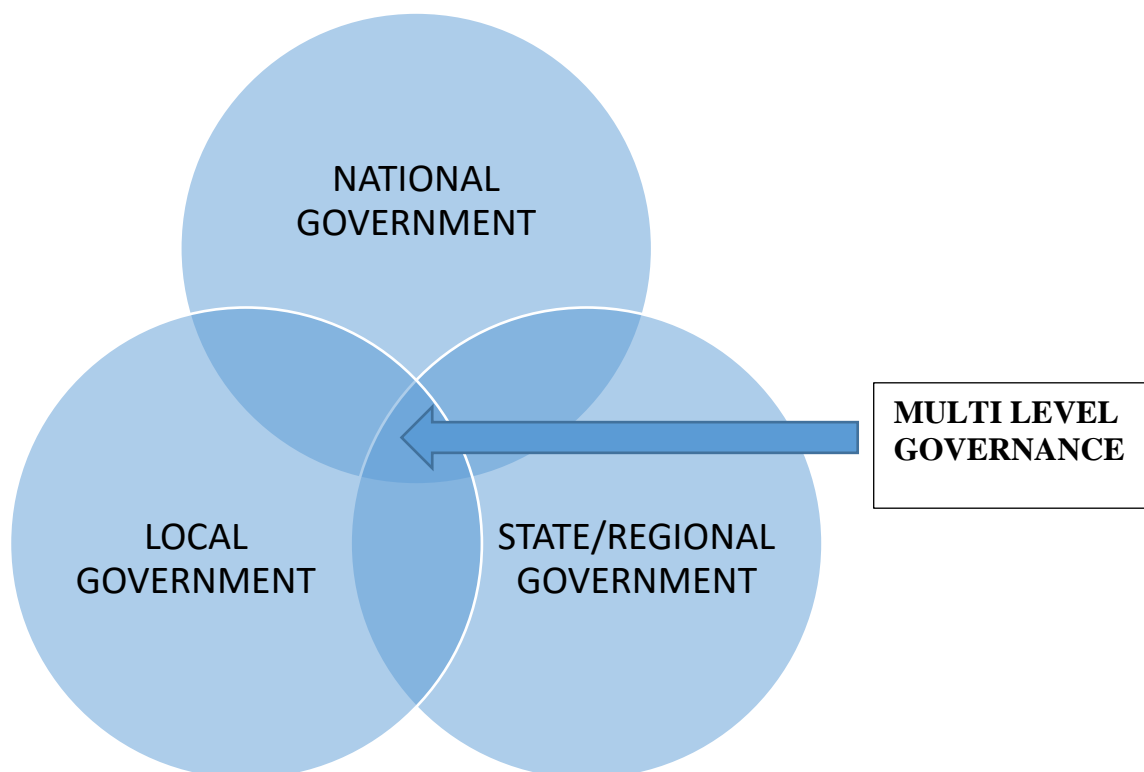 NATIONAL
GOVERNMENT
MULTI LEVEL
GOVERNANCE
LOCAL
GOVERNMENT
STATE/REGIONAL
GOVERNMENT